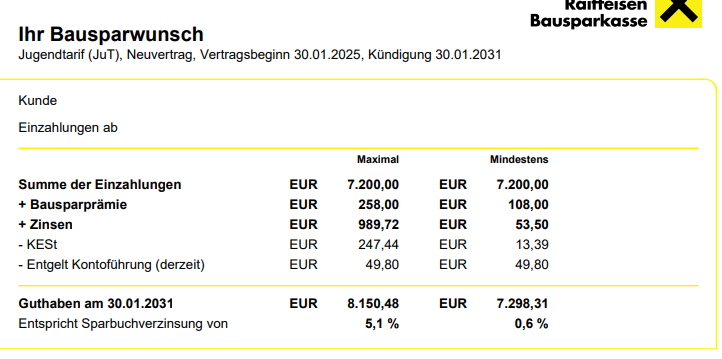 Raiffeisen
Bausparkasse
Ihr Bausparwunsch
Jugendtarif (JuT), Neuvertrag, Vertragsbeginn 30.01.2025, Kündigung 30.01.2031
Kunde
Einzahlungen ab
Maximal Mindestens
Summe der Einzahlungen EUR 7.200,00 EUR 7.200,00
+ Bausparprämie EUR 258,00 EUR 108,00
+ Zinsen EUR 989,72 EUR 53,50
- KESt EUR 247,44 EUR 13,39
- Entgelt Kontoführung (derzeit) EUR 49,80 EUR 49,80
Guthaben am 30.01.2031 EUR 8.150,48 EUR 7.298,31
Entspricht Sparbuchverzinsung von 5,1 % 0,6 %